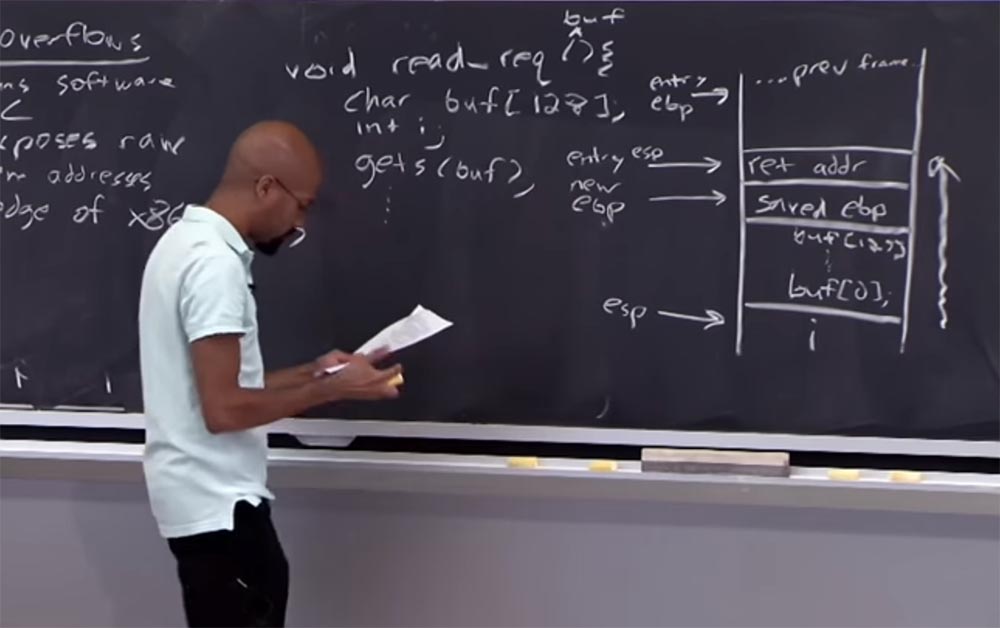 overflows
ns software
C
xposes raw
m addresses
edge of x86
buf
void read_req (){
char buf[128];
int i;
gets(buf);
entry
ebp
...prev frame..
entry esp
ret addr
new
ebp
saved ebp
buf[127]
buf[0];
esp
i